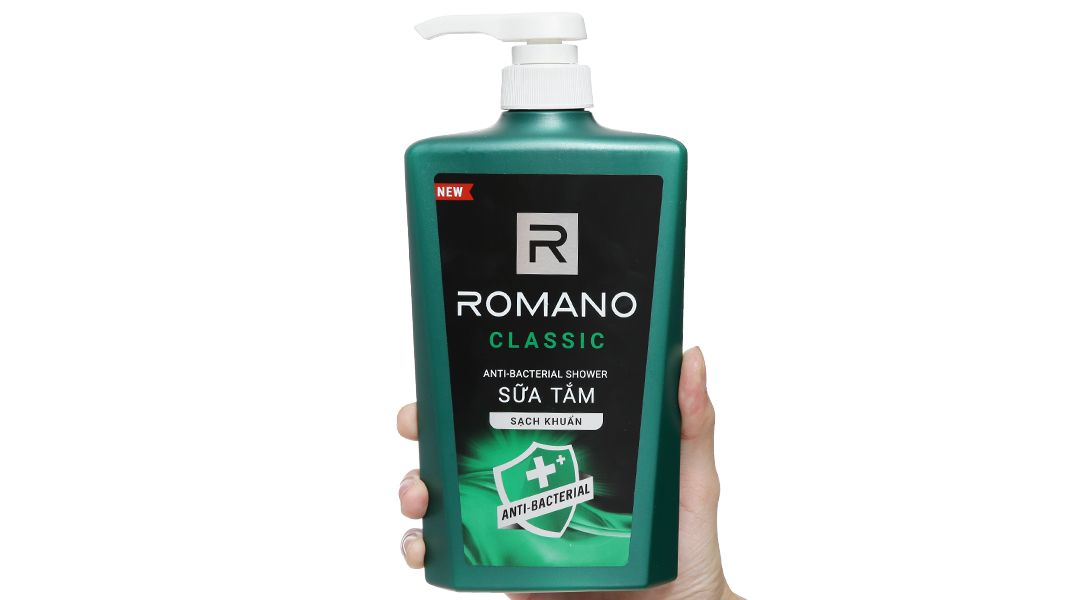 NEW
R
ROMANO
CLASSIC
ANTI-BACTERIAL SHOWER
SỮA TẮM
SẠCH KHUẨN
ANTI-BACTERIAL